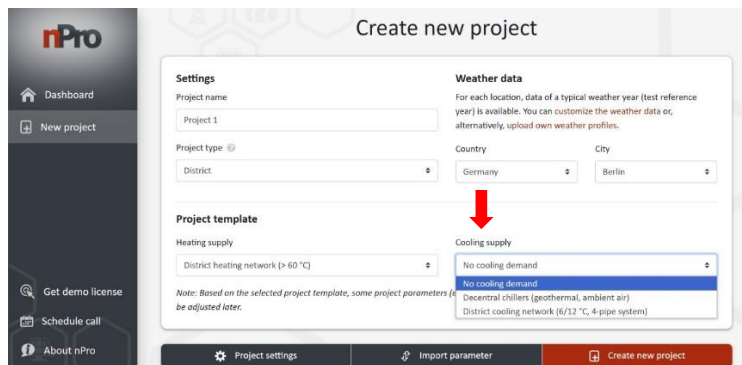 nPro
Dashboard
New project
Get demo license
Schedule call
About nPro
Create new project
Settings
Project name
Project 1
Project type
District
Weather data
For each location, data of a typical weather year (test reference
year) is available. You can customize the weather data or,
alternatively, upload own weather profiles.
Country
City
Germany
Berlin
Project template
Heating supply
District heating network (> 60 °C)
Cooling supply
No cooling demand
No cooling demand
Decentral chillers (geothermal, ambient air)
District cooling network (6/12 °C, 4-pipe system)
Note: Based on the selected project template, some project parameters (e
be adjusted later.
Project settings
Import parameter
Create new project